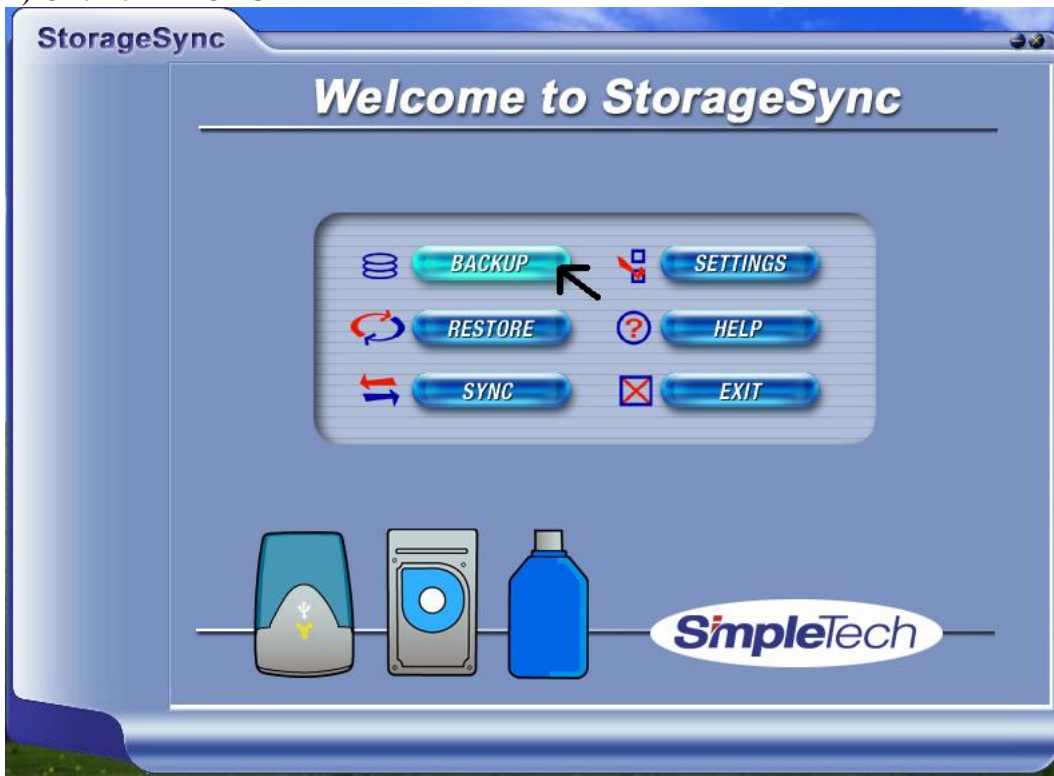 StorageSync
Welcome to StorageSync
BACKUP
SETTINGS
RESTORE
HELP
?
SYNC
EXIT
SimpleTech